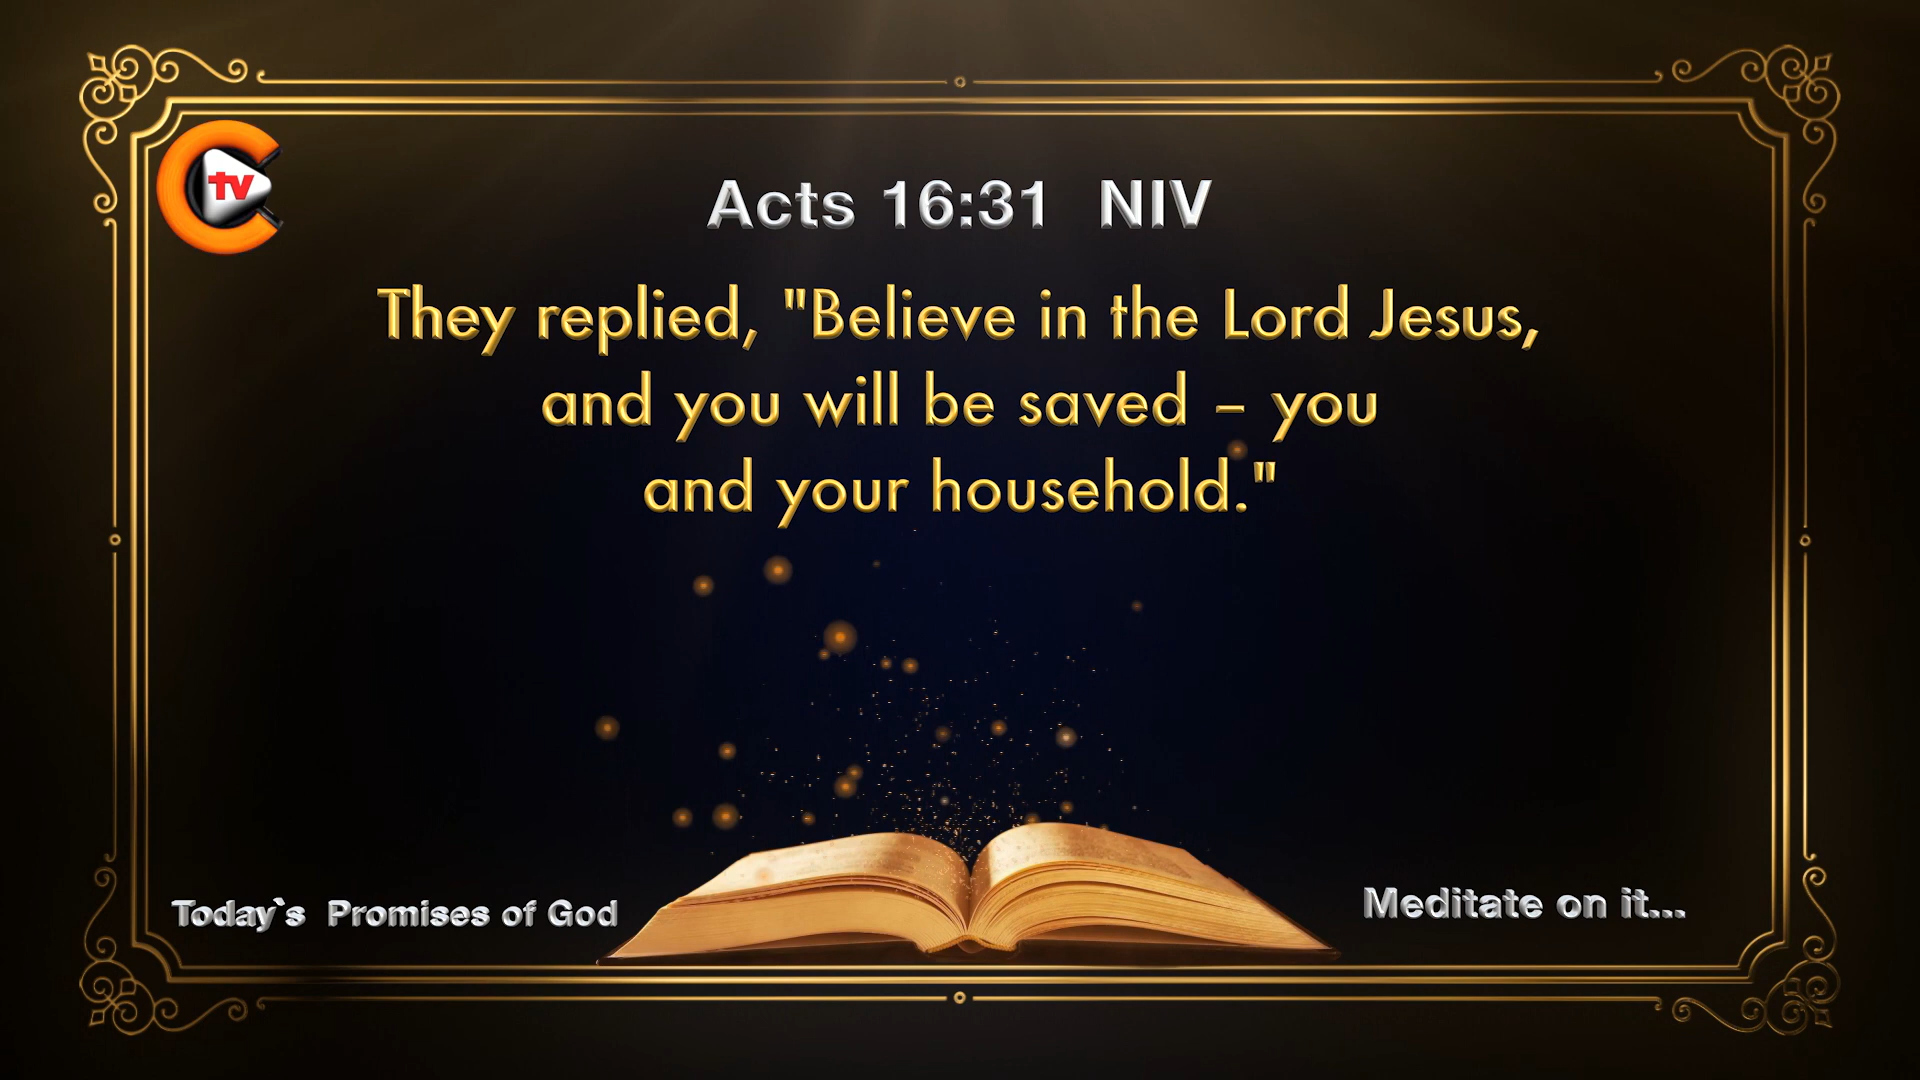 tv
Acts 16:31 NIV
They replied, "Believe in the Lord Jesus,
and you will be saved – you
and your household."
Today`s Promises of God
Meditate on it...